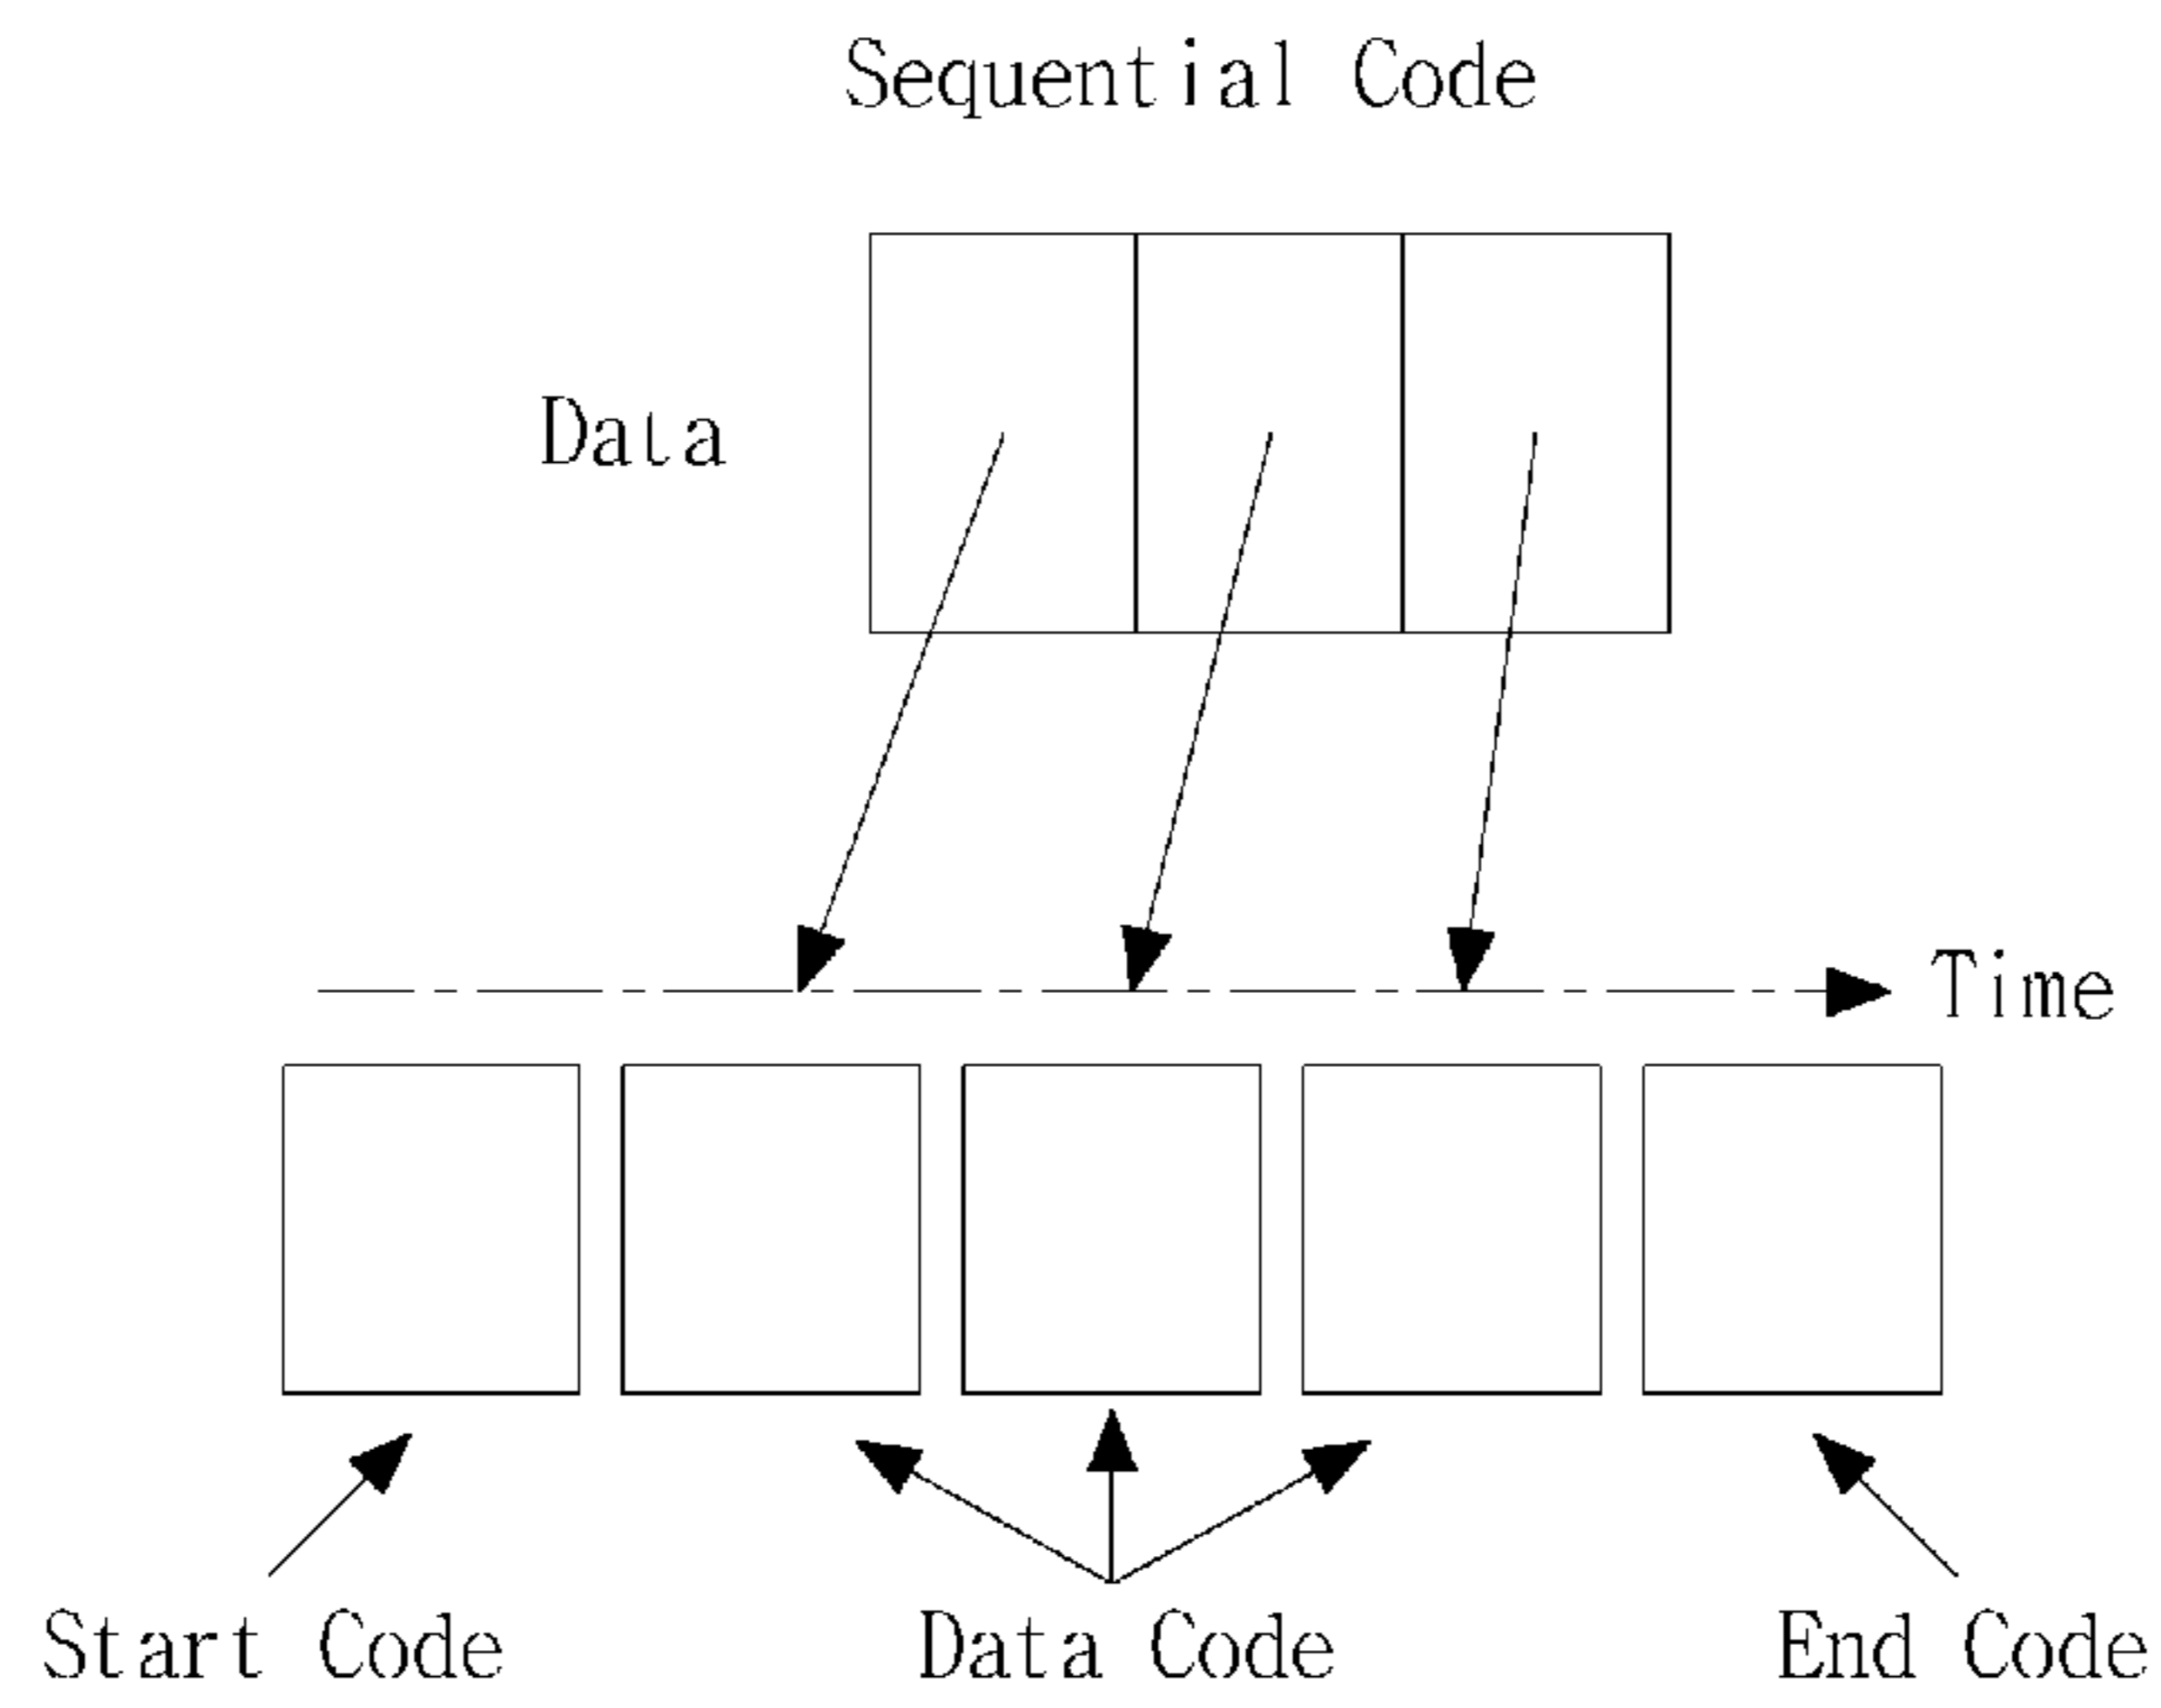 Sequential Code
Data
Time
Start Code
Data Code
End Code